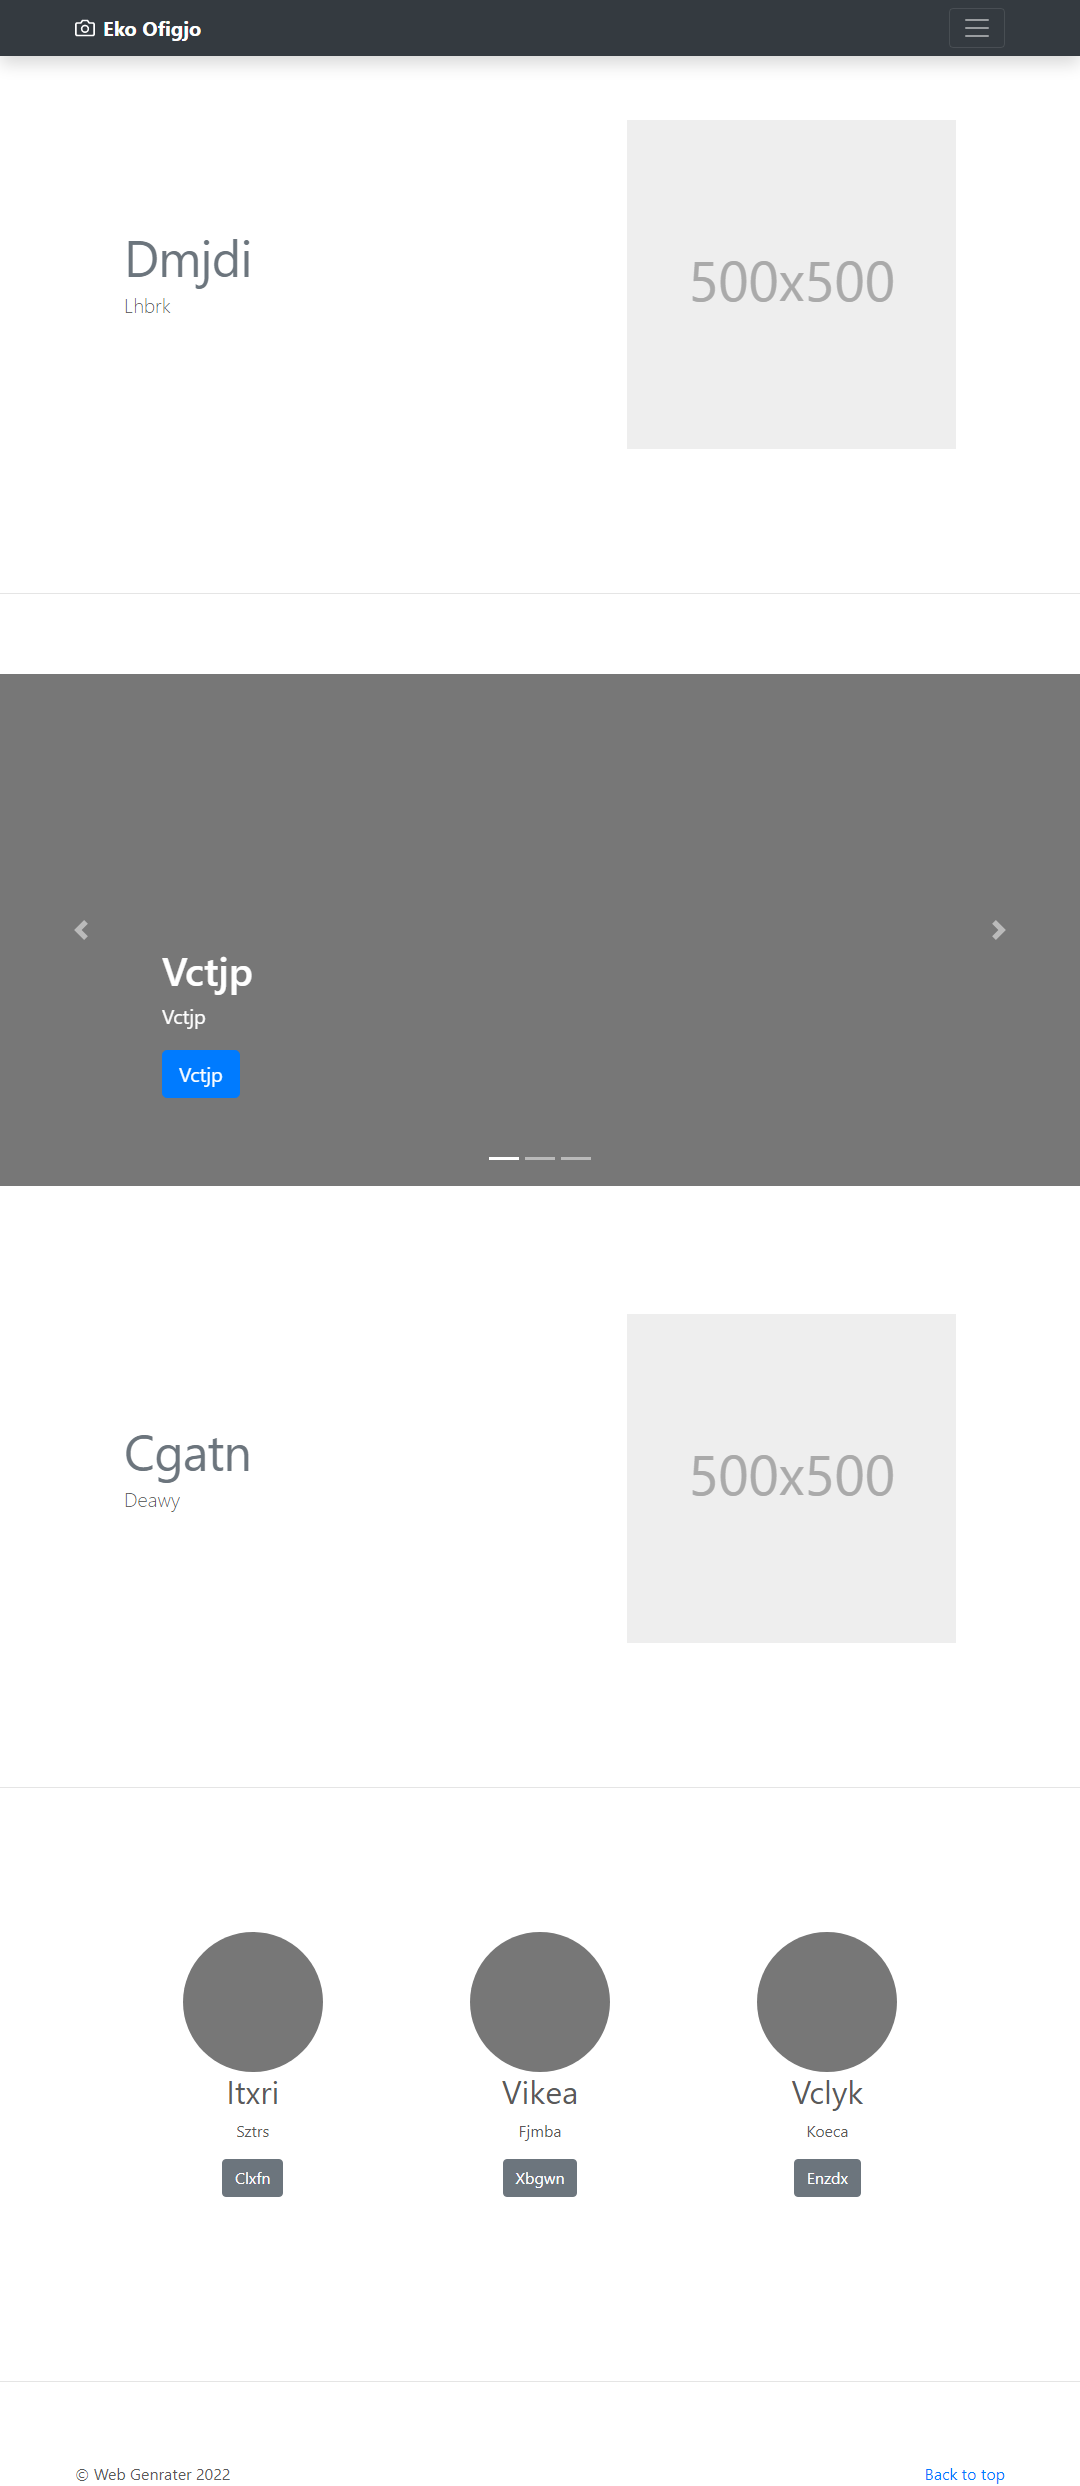 Eko Ofigjo
Dmjdi
Lhbrk
500x500
Vctjp
Vctjp
Vctjp
Cgatn
Deawy
500x500
Itxri
Vikea
Vclyk
Sztrs
Fjmba
Koeca
Clxfn
Xbgwn
Enzdx
© Web Genrater 2022
Back to top